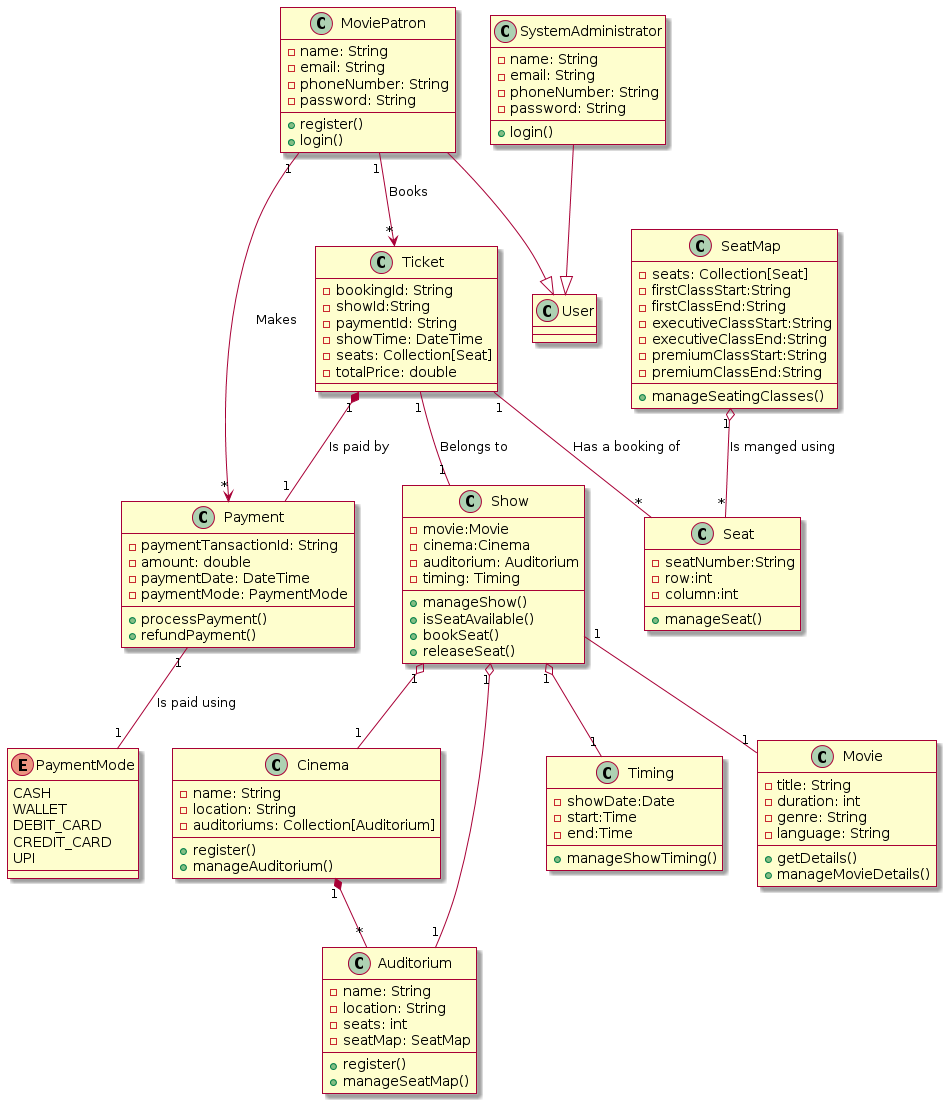 C MoviePatron
name: String
email: String
phoneNumber: String
password: String
register()
login()
C SystemAdministrator
name: String
email: String
phoneNumber: String
password: String
login()
1
1
Books
*
Makes
*
C Ticket
bookingId: String
showId:String
paymentId: String
showTime: DateTime
seats: Collection[Seat]
totalPrice: double
C User
C SeatMap
seats: Collection[Seat]
firstClassStart:String
firstClassEnd:String
executiveClassStart:String
executiveClassEnd:String
premiumClassStart:String
premiumClassEnd:String
manageSeatingClasses()
1
Is paid by
1
1
Belongs to
1
1
Has a booking of
*
1
Is manged using
*
C Payment
paymentTansactionId: String
amount: double
paymentDate: DateTime
paymentMode: PaymentMode
processPayment()
refundPayment()
C Show
movie:Movie
cinema:Cinema
auditorium: Auditorium
timing: Timing
manageShow()
isSeatAvailable()
bookSeat()
releaseSeat()
C Seat
seatNumber:String
row:int
column:int
manageSeat()
1
Is paid using
1
1
1
1
1
1
1
1
1
E PaymentMode
CASH
WALLET
DEBIT_CARD
CREDIT_CARD
UPI
C Cinema
name: String
location: String
auditoriums: Collection[Auditorium]
register()
manageAuditorium()
C Timing
showDate:Date
start:Time
end:Time
manageShowTiming()
C Movie
title: String
duration: int
genre: String
language: String
getDetails()
manageMovieDetails()
1
*
C Auditorium
name: String
location: String
seats: int
seatMap: SeatMap
register()
manageSeatMap()